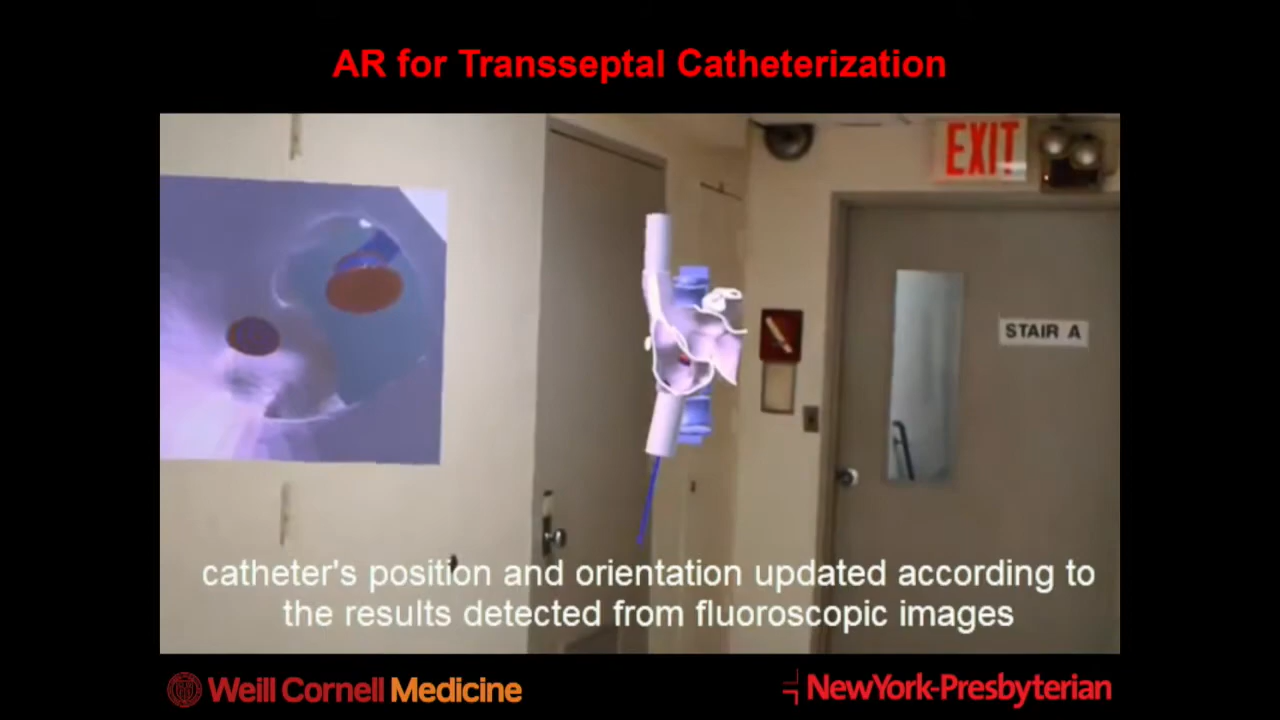 AR for Transseptal Catheterization
EXIT
STAIR A
catheter's position and orientation updated according to
the results detected from fluoroscopic images
Weill Cornell Medicine
NewYork-Presbyterian